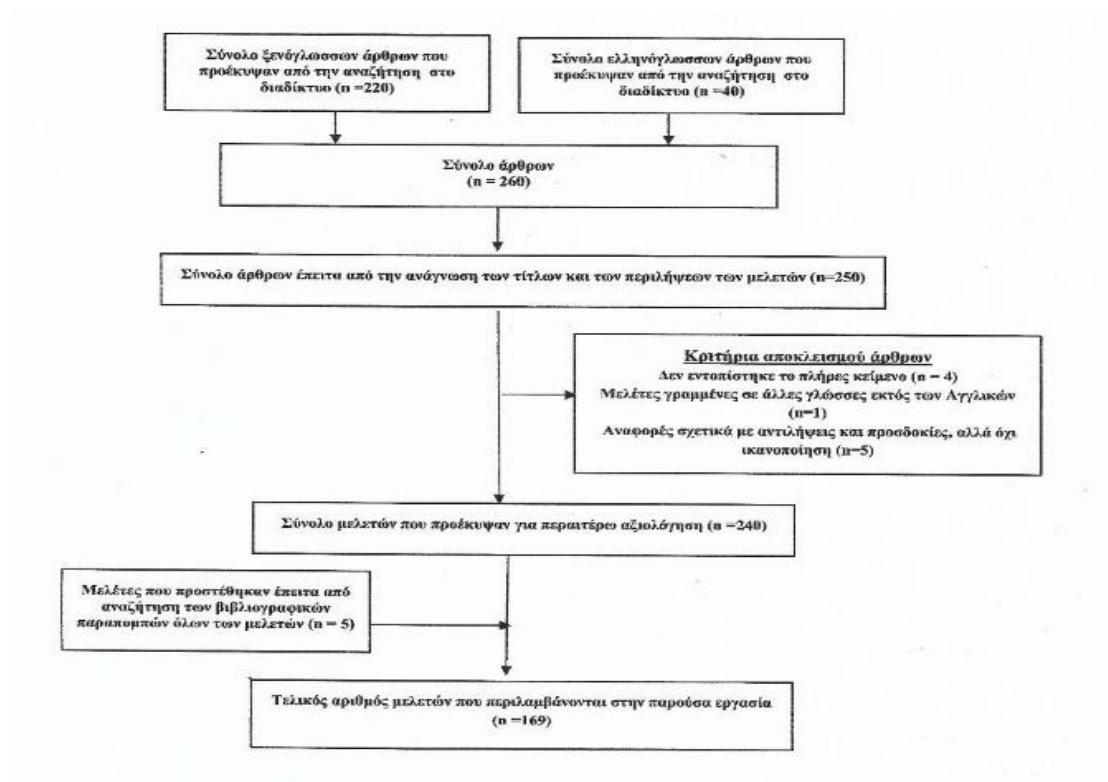 Σύνολο ξενόγλωσσων άρθρων που
προέκυψαν από την αναζήτηση στο
διαδίκτυο (n =220)
Σύνολο ελληνόγλωσσων άρθρων που
προέκυψαν από την αναζήτηση στο
διαδίκτυο (n =40)
Σύνολο άρθρων
(n = 260)
Σύνολο άρθρων έπειτα από την ανάγνωση των τίτλων και των περιλήψεων των μελετών (n=250)
Κριτήρια αποκλεισμού άρθρων
Δεν εντοπίστηκε το πλήρες κείμενο (n = 4)
Μελέτες γραμμένες σε άλλες γλώσσες εκτός των Αγγλικών
(n=1)
Αναφορές σχετικά με αντιλήψεις και προσδοκίες, αλλά όχι
ικανοποίηση (n=5)
Σύνολο μελετών που προέκυψαν για περαιτέρω αξιολόγηση (n =240)
Μελέτες που προστέθηκαν έπειτα από
αναζήτηση των βιβλιογραφικών
παραπομπών όλων των μελετών (n = 5)
Τελικός αριθμός μελετών που περιλαμβάνονται στην παρούσα εργασία
(n =169)